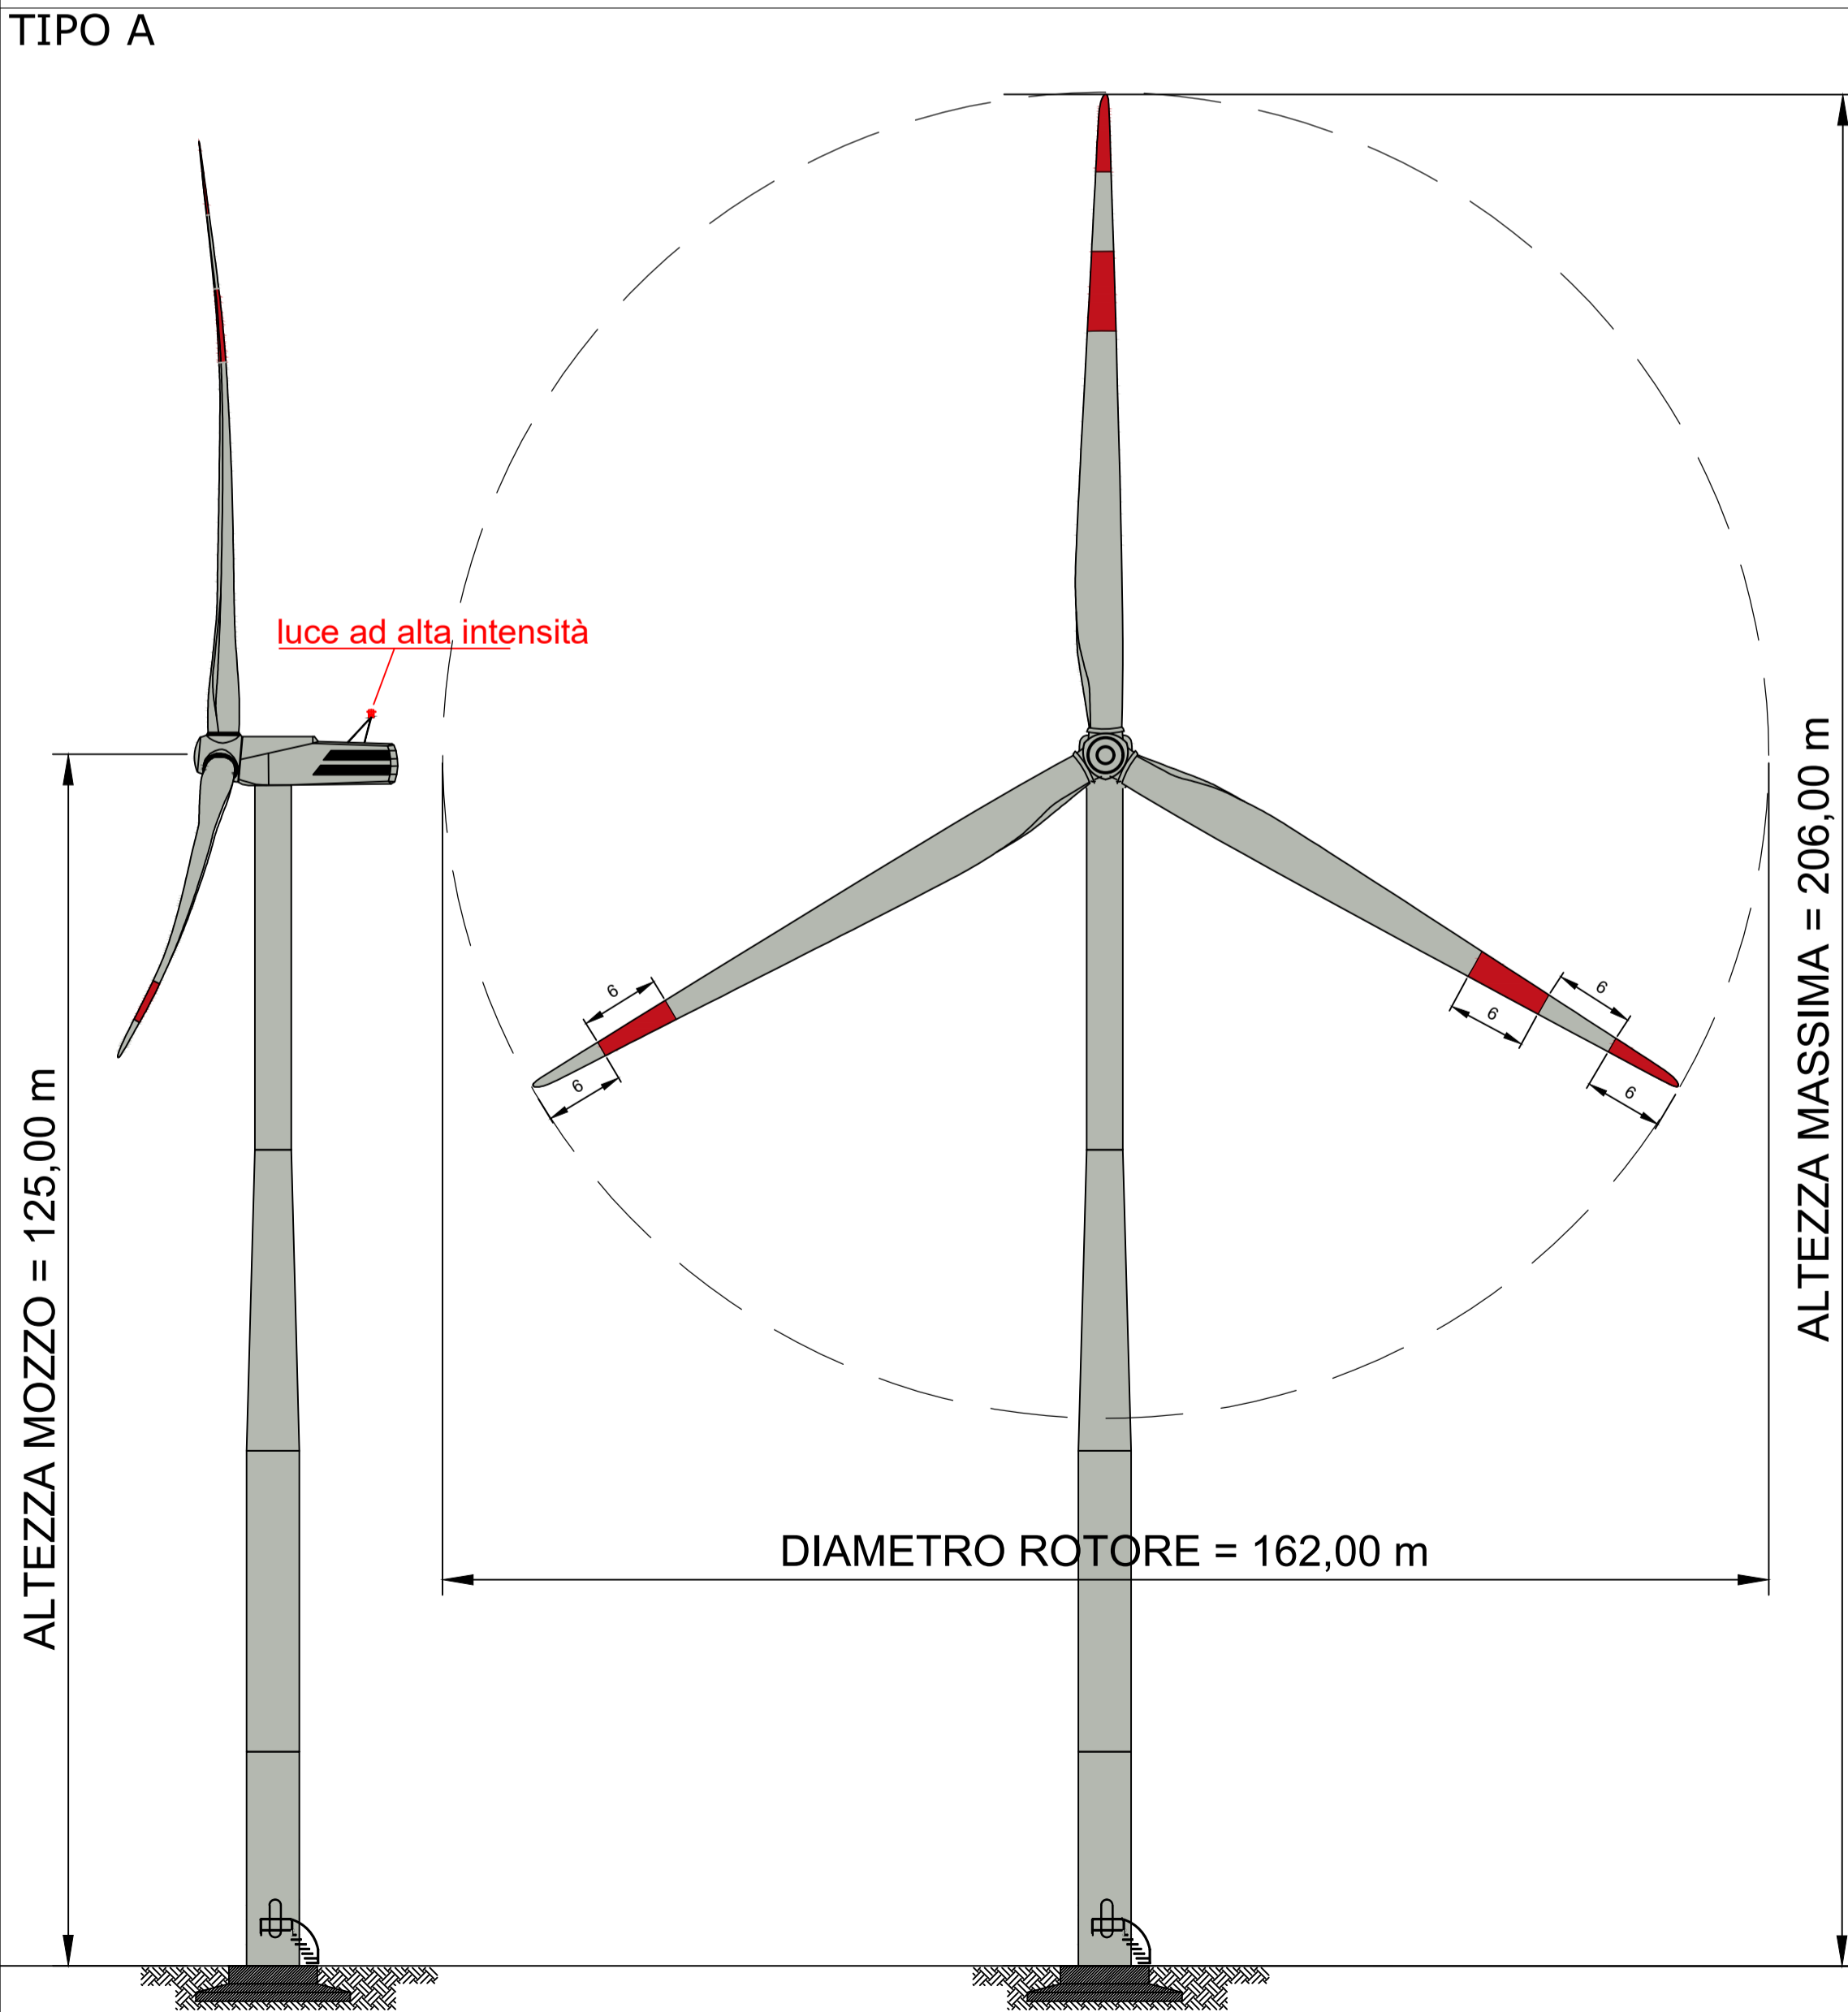 TIPO A
luce ad alta intensità
ALTEZZA MOZZO = 125,00 m
ALTEZZA MASSIMA = 206,00 m
6
6
6
6
6
DIAMETRO ROTORE = 162,00 m